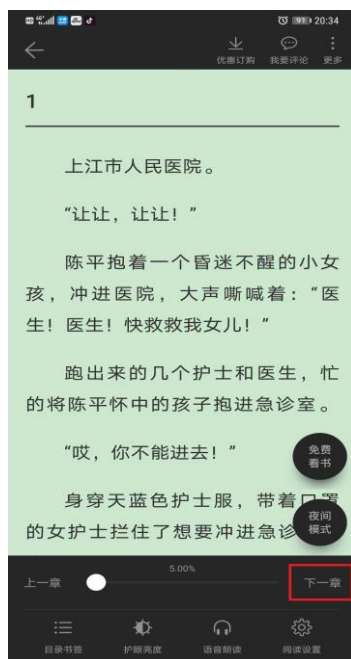 20:34
优惠订购 我要评论 更多
1
上江市人民医院。
“让让，让让！”
陈平抱着一个昏迷不醒的小女
孩，冲进医院，大声嘶喊着：“医
生！医生！快救救我女儿！”
跑出来的几个护士和医生，忙
的将陈平怀中的孩子抱进急诊室。
“哎，你不能进去！”
免费
看书
身穿天蓝色护士服，带着口罩
的女护士拦住了想要冲进急诊
夜间
模式
5.00%
上一章 下一章
目录书签 护眼亮度 语音朗读 阅读设置